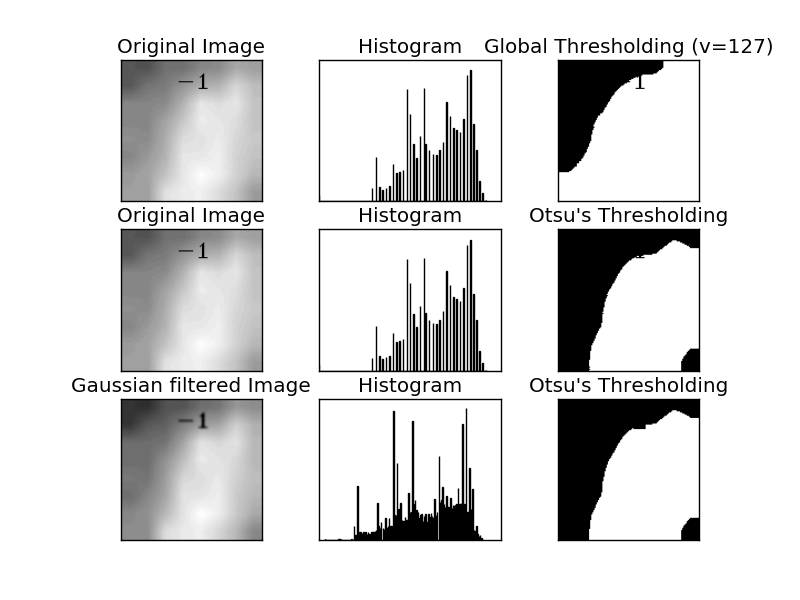 Original Image Histogram Global Thresholding (v=127)
−1 1
Original Image Histogram Otsu's Thresholding
−1
Gaussian filtered Image Histogram Otsu's Thresholding
−1